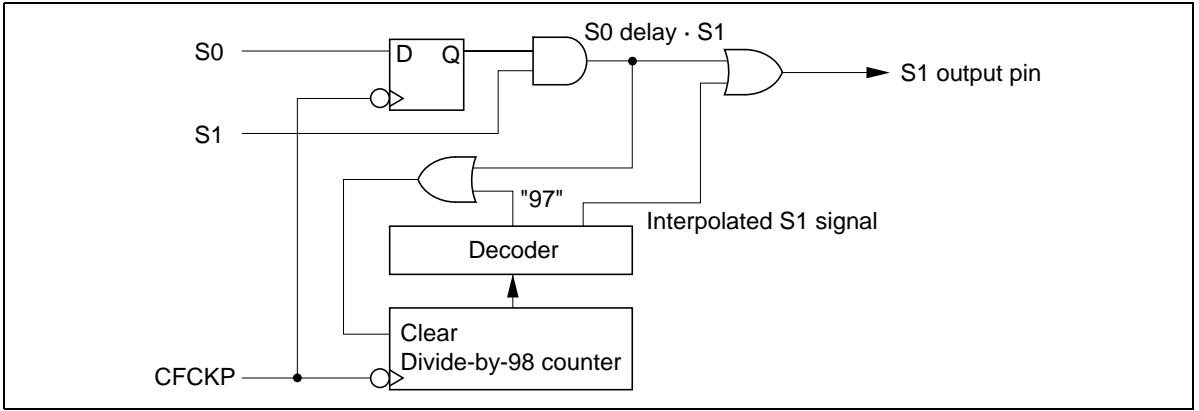 S0 delay · S1
S0
D Q
S1 output pin
S1
"97"
Interpolated S1 signal
Decoder
Clear
Divide-by-98 counter
CFCKP